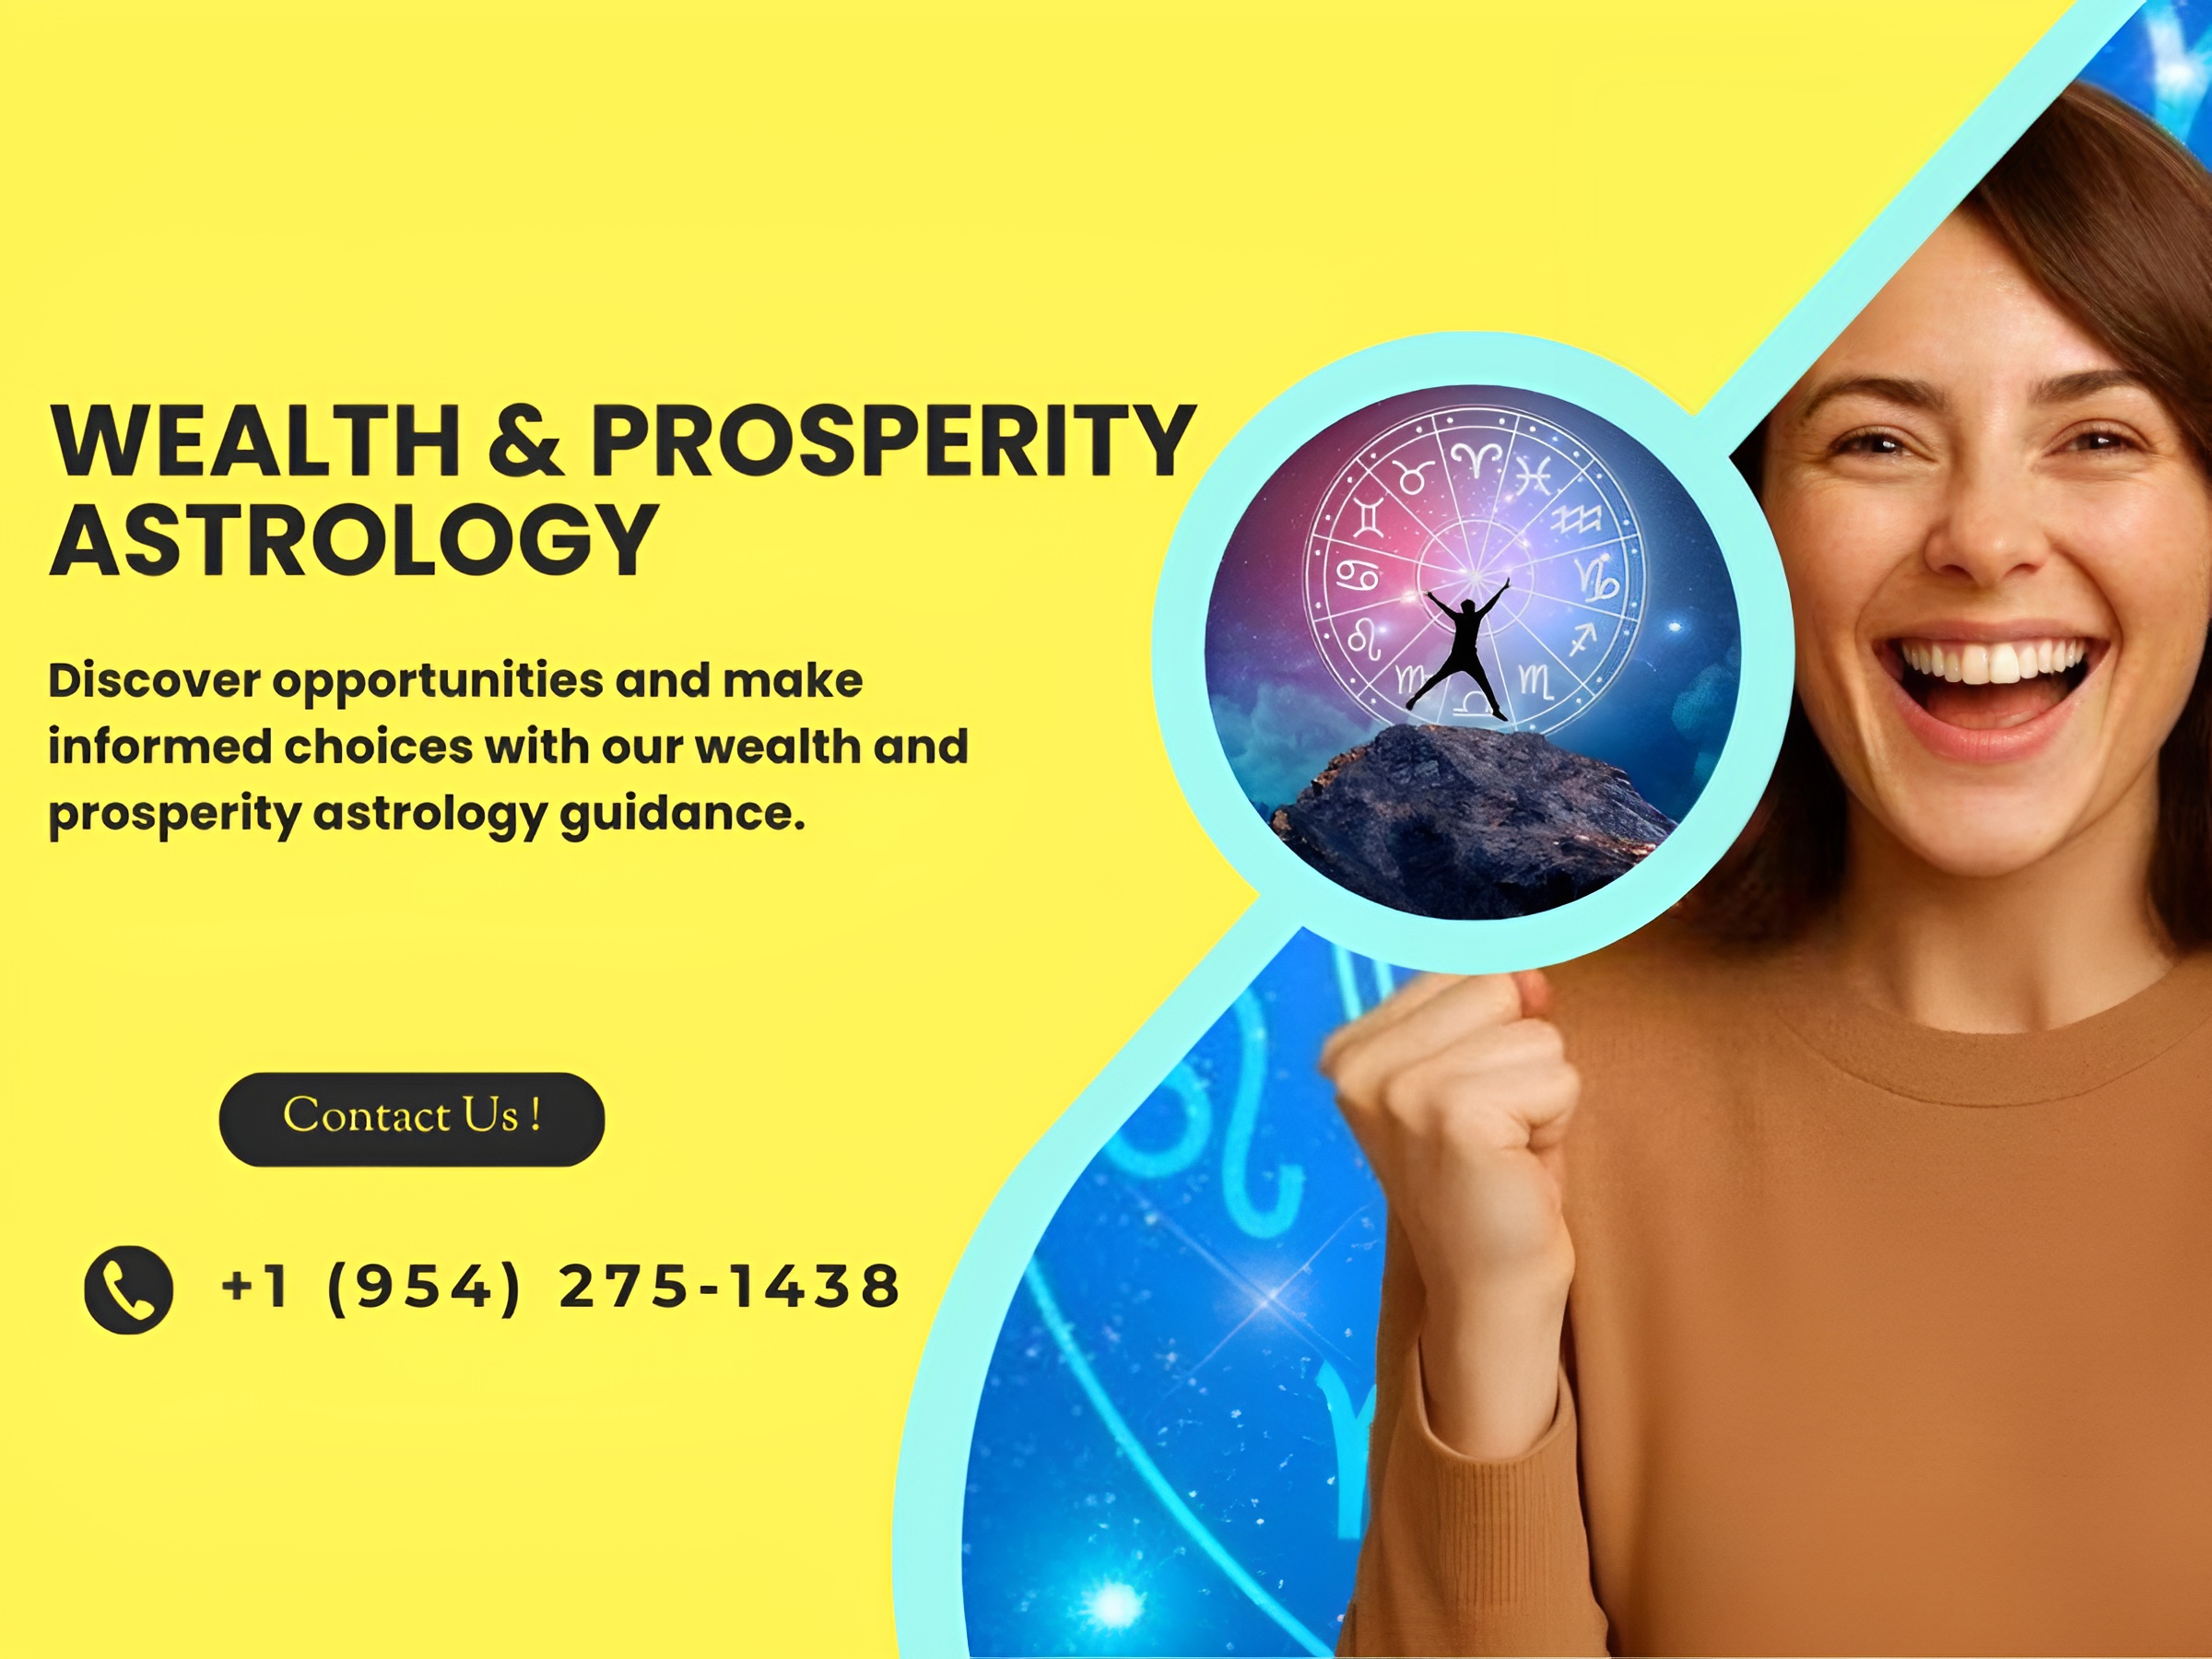 WEALTH & PROSPERITY
ASTROLOGY
Discover opportunities and make
informed choices with our wealth and
prosperity astrology guidance.
Contact Us !
+1 (954) 275-1438